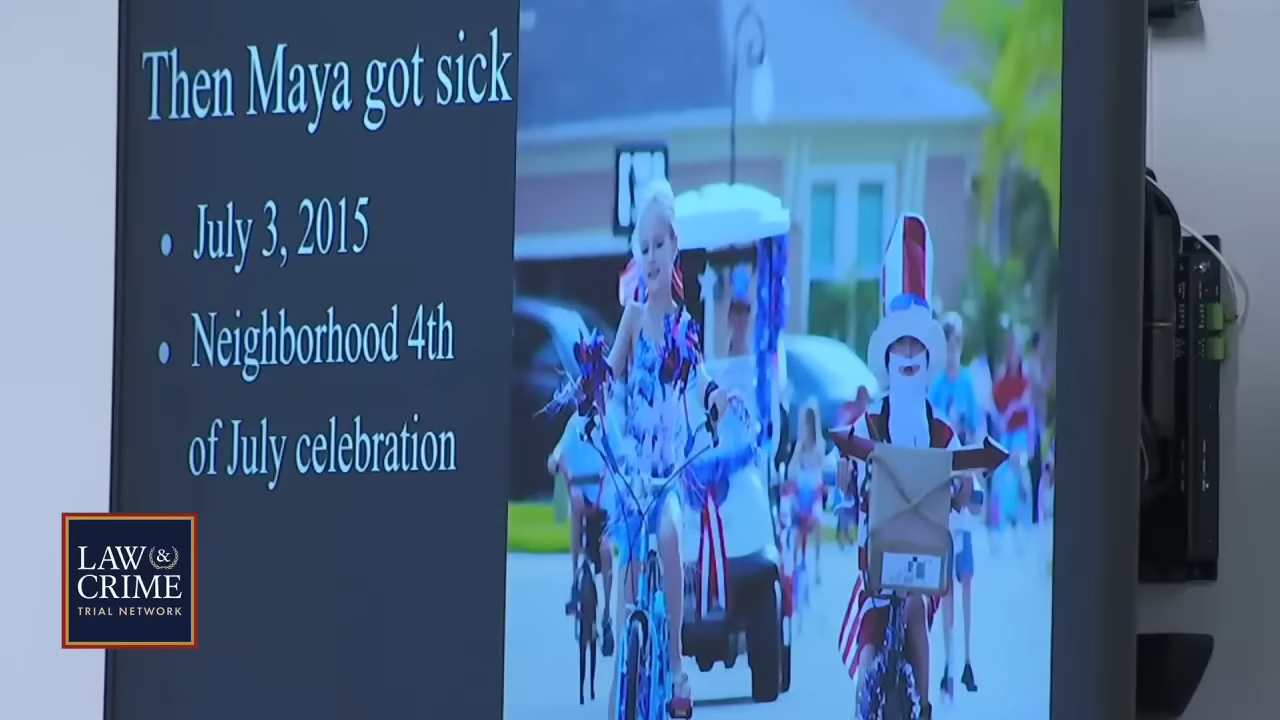 Then Maya got sick
• July 3, 2015
• Neighborhood 4th
of July celebration
LAW &
CRIME
TRIAL NETWORK